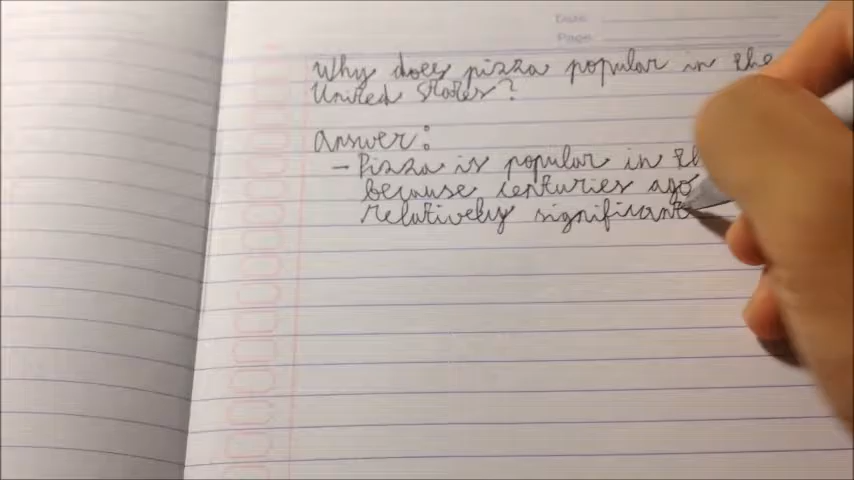 Date
Page
Why does pizza popular in the
United States?
Answer:
- Pizza is popular in th
because centuries ago
relatively significant